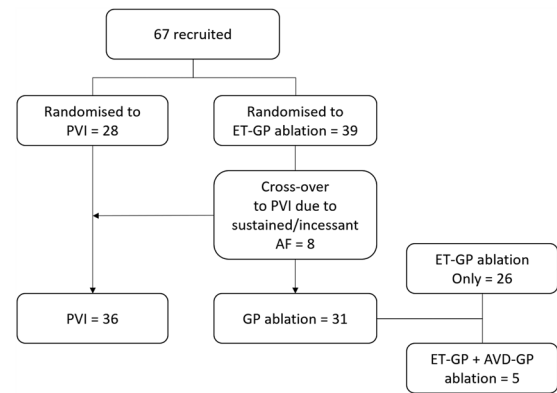 67 recruited
Randomised to
PVI = 28
Randomised to
ET-GP ablation = 39
Cross-over
to PVI due to
sustained/incessant
AF = 8
ET-GP ablation
Only = 26
PVI = 36
GP ablation = 31
ET-GP + AVD-GP
ablation = 5